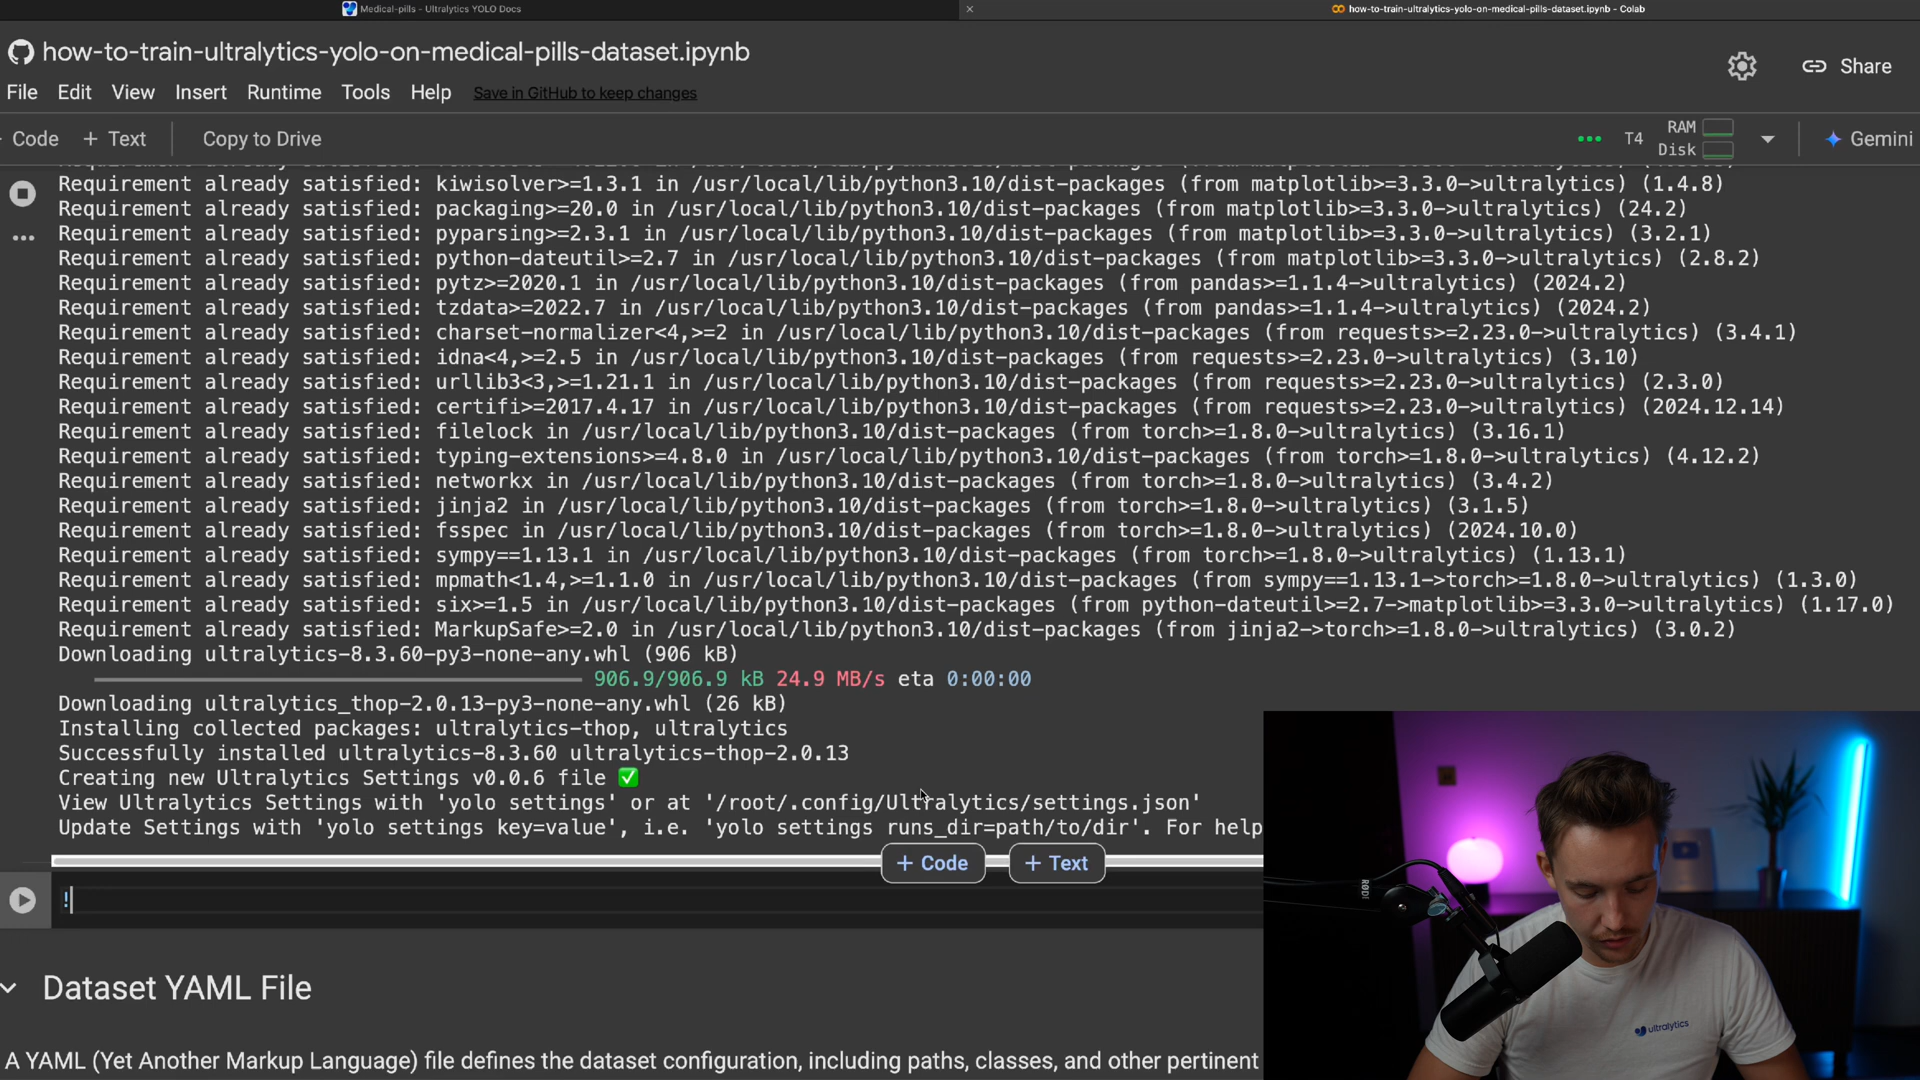 Medical-pills - Ultralytics YOLO Docs
how-to-train-ultralytics-yolo-on-medical-pills-dataset.ipynb - Colab
how-to-train-ultralytics-yolo-on-medical-pills-dataset.ipynb
Share
File Edit View Insert Runtime Tools Help Save in GitHub to keep changes
Code + Text Copy to Drive
T4 RAM Disk Gemini
Requirement already satisfied: kiwisolver>=1.3.1 in /usr/local/lib/python3.10/dist-packages (from matplotlib>=3.3.0->ultralytics) (1.4.8)
Requirement already satisfied: packaging>=20.0 in /usr/local/lib/python3.10/dist-packages (from matplotlib>=3.3.0->ultralytics) (24.2)
Requirement already satisfied: pyparsing>=2.3.1 in /usr/local/lib/python3.10/dist-packages (from matplotlib>=3.3.0->ultralytics) (3.2.1)
Requirement already satisfied: python-dateutil>=2.7 in /usr/local/lib/python3.10/dist-packages (from matplotlib>=3.3.0->ultralytics) (2.8.2)
Requirement already satisfied: pytz>=2020.1 in /usr/local/lib/python3.10/dist-packages (from pandas>=1.1.4->ultralytics) (2024.2)
Requirement already satisfied: tzdata>=2022.7 in /usr/local/lib/python3.10/dist-packages (from pandas>=1.1.4->ultralytics) (2024.2)
Requirement already satisfied: charset-normalizer<4,>=2 in /usr/local/lib/python3.10/dist-packages (from requests>=2.23.0->ultralytics) (3.4.1)
Requirement already satisfied: idna<4,>=2.5 in /usr/local/lib/python3.10/dist-packages (from requests>=2.23.0->ultralytics) (3.10)
Requirement already satisfied: urllib3<3,>=1.21.1 in /usr/local/lib/python3.10/dist-packages (from requests>=2.23.0->ultralytics) (2.3.0)
Requirement already satisfied: certifi>=2017.4.17 in /usr/local/lib/python3.10/dist-packages (from requests>=2.23.0->ultralytics) (2024.12.14)
Requirement already satisfied: filelock in /usr/local/lib/python3.10/dist-packages (from torch>=1.8.0->ultralytics) (3.16.1)
Requirement already satisfied: typing-extensions>=4.8.0 in /usr/local/lib/python3.10/dist-packages (from torch>=1.8.0->ultralytics) (4.12.2)
Requirement already satisfied: networkx in /usr/local/lib/python3.10/dist-packages (from torch>=1.8.0->ultralytics) (3.4.2)
Requirement already satisfied: jinja2 in /usr/local/lib/python3.10/dist-packages (from torch>=1.8.0->ultralytics) (3.1.5)
Requirement already satisfied: fsspec in /usr/local/lib/python3.10/dist-packages (from torch>=1.8.0->ultralytics) (2024.10.0)
Requirement already satisfied: sympy==1.13.1 in /usr/local/lib/python3.10/dist-packages (from torch>=1.8.0->ultralytics) (1.13.1)
Requirement already satisfied: mpmath<1.4,>=1.1.0 in /usr/local/lib/python3.10/dist-packages (from sympy==1.13.1->torch>=1.8.0->ultralytics) (1.3.0)
Requirement already satisfied: six>=1.5 in /usr/local/lib/python3.10/dist-packages (from python-dateutil>=2.7->matplotlib>=3.3.0->ultralytics) (1.17.0)
Requirement already satisfied: MarkupSafe>=2.0 in /usr/local/lib/python3.10/dist-packages (from jinja2->torch>=1.8.0->ultralytics) (3.0.2)
Downloading ultralytics-8.3.60-py3-none-any.whl (906 kB)
906.9/906.9 kB 24.9 MB/s eta 0:00:00
Downloading ultralytics_thop-2.0.13-py3-none-any.whl (26 kB)
Installing collected packages: ultralytics-thop, ultralytics
Successfully installed ultralytics-8.3.60 ultralytics-thop-2.0.13
Creating new Ultralytics Settings v0.0.6 file ✅
View Ultralytics Settings with 'yolo settings' or at '/root/.config/Ultralytics/settings.json'
Update Settings with 'yolo settings key=value', i.e. 'yolo settings runs_dir=path/to/dir'. For help
+ Code + Text
!
Dataset YAML File
A YAML (Yet Another Markup Language) file defines the dataset configuration, including paths, classes, and other pertinent
RØDE
ultralytics